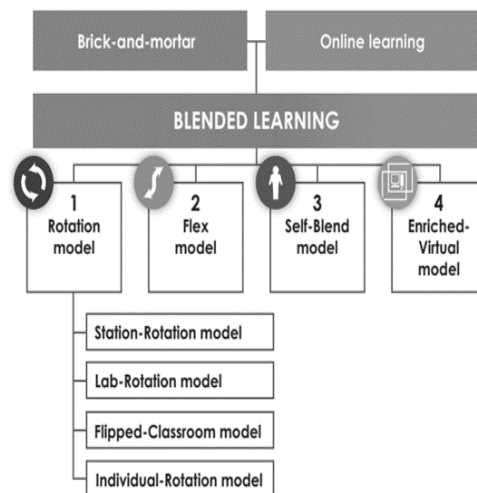 Brick-and-mortar
Online learning
BLENDED LEARNING
1
Rotation
model
2
Flex
model
3
Self-Blend
model
4
Enriched-
Virtual
model
Station-Rotation model
Lab-Rotation model
Flipped-Classroom model
Individual-Rotation model